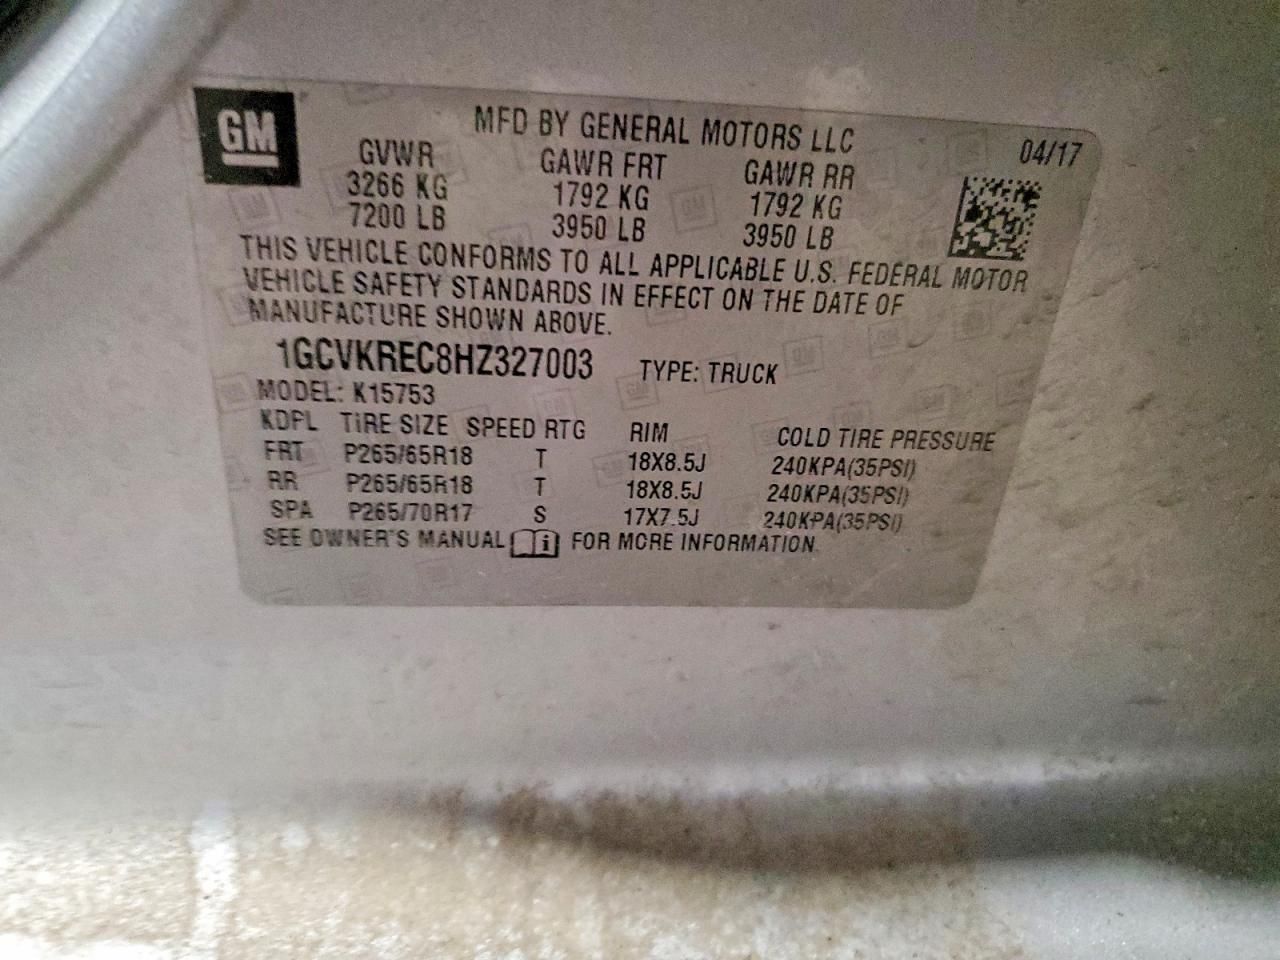 GM
MFD BY GENERAL MOTORS LLC 04/17
GVWR GAWR FRT GAWR RR
3266 KG 1792 KG 1792 KG
7200 LB 3950 LB 3950 LB
THIS VEHICLE CONFORMS TO ALL APPLICABLE U.S. FEDERAL MOTOR
VEHICLE SAFETY STANDARDS IN EFFECT ON THE DATE OF
MANUFACTURE SHOWN ABOVE.
1GCVKREC8HZ327003 TYPE: TRUCK
MODEL: K15753
KDPL TIRE SIZE SPEED RTG RIM COLD TIRE PRESSURE
FRT P265/65R18 T 18X8.5J 240KPA(35PSI)
RR P265/65R18 T 18X8.5J 240KPA(35PSI)
SPA P265/70R17 S 17X7.5J 240KPA(35PSI)
SEE OWNER'S MANUAL FOR MORE INFORMATION